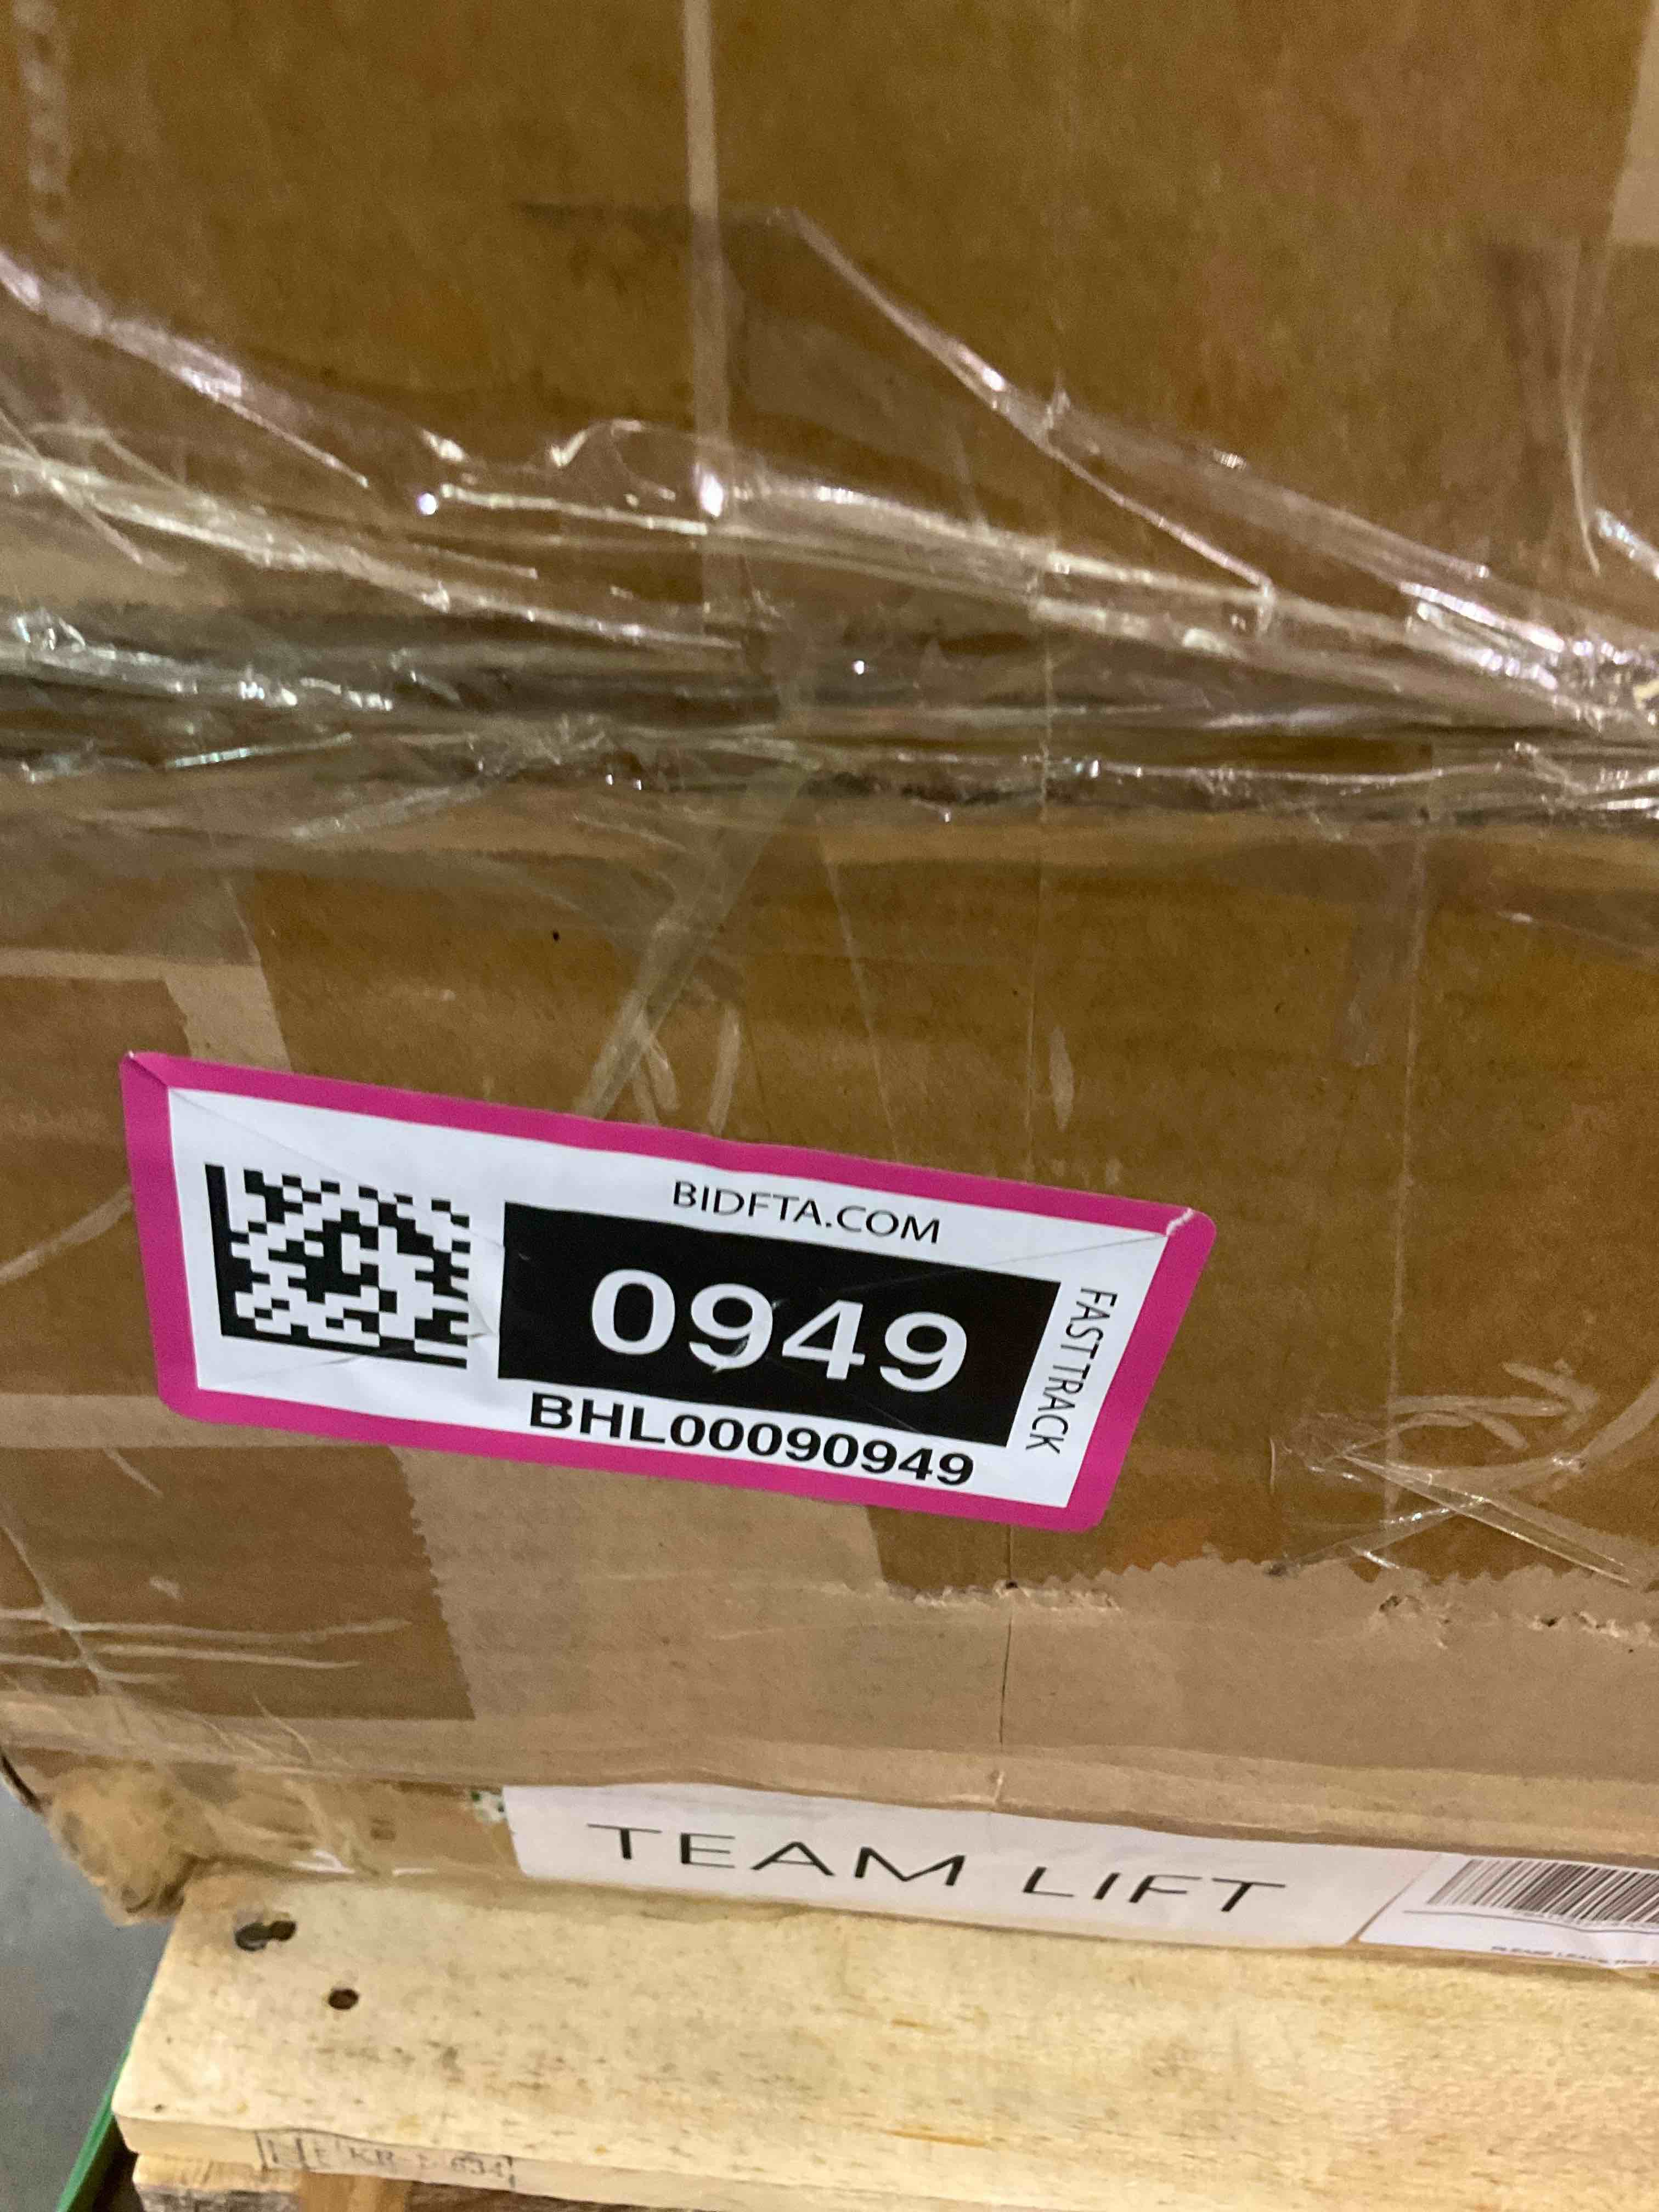 BIDFTA.COM
0949
FAST TRACK
BHL00090949
TEAM LIFT